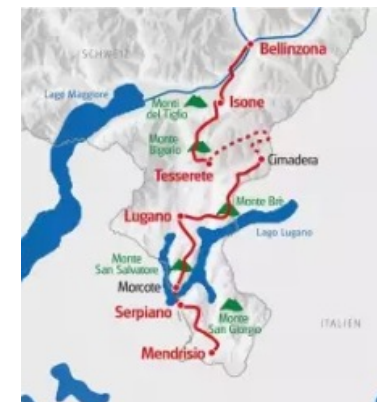 Bellinzona
SCHWEIZ
Lago Maggiore
Monti
del Tiglio
Isone
Monte
Bigorio
Cimadera
Tesserete
Monte Brè
Lugano
Lago Lugano
Monte
San Salvatore
Morcote
Serpiano
Monte
San Giorgio
ITALIEN
Mendrisio